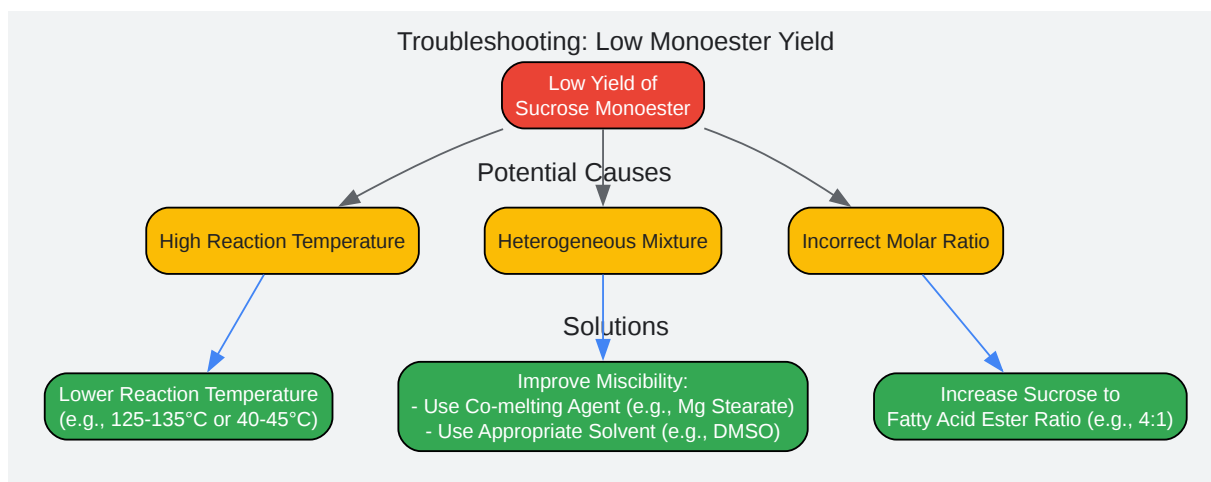 Troubleshooting: Low Monoester Yield
Low Yield of
Sucrose Monoester
Potential Causes
High Reaction Temperature
Heterogeneous Mixture
Incorrect Molar Ratio
Solutions
Lower Reaction Temperature
(e.g., 125-135°C or 40-45°C)
Improve Miscibility:
- Use Co-melting Agent (e.g., Mg Stearate)
- Use Appropriate Solvent (e.g., DMSO)
Increase Sucrose to
Fatty Acid Ester Ratio (e.g., 4:1)